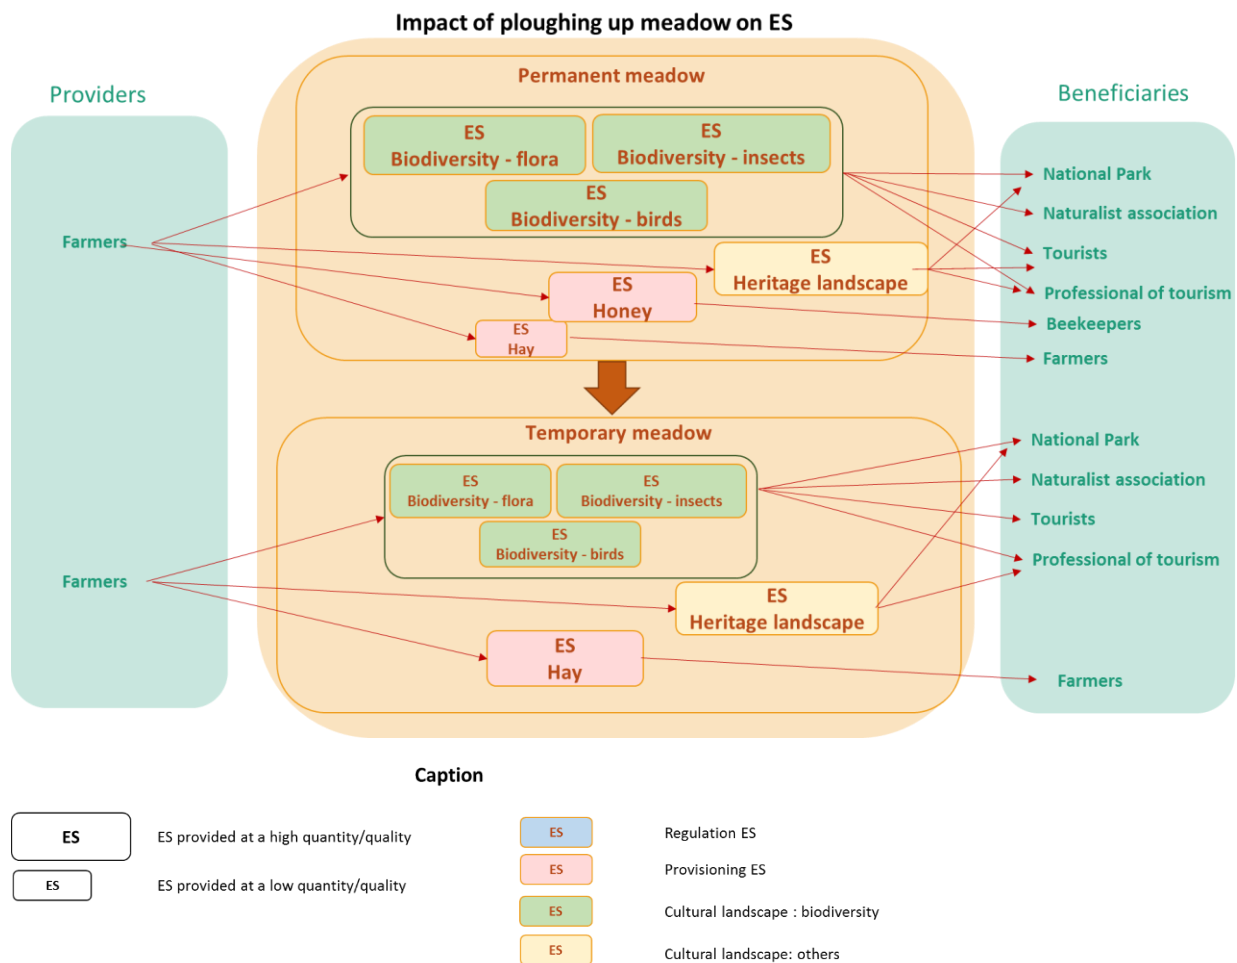 Impact of ploughing up meadow on ES
Providers
Beneficiaries
Permanent meadow
ES
Biodiversity - flora
ES
Biodiversity - insects
ES
Biodiversity - birds
Farmers
ES
Heritage landscape
ES
Honey
ES
Hay
National Park
Naturalist association
Tourists
Professional of tourism
Beekeepers
Farmers
Temporary meadow
ES
Biodiversity - flora
ES
Biodiversity - insects
ES
Biodiversity - birds
Farmers
ES
Heritage landscape
ES
Hay
National Park
Naturalist association
Tourists
Professional of tourism
Farmers
Caption
ES
ES provided at a high quantity/quality
ES
ES provided at a low quantity/quality
ES
Regulation ES
ES
Provisioning ES
ES
Cultural landscape : biodiversity
ES
Cultural landscape: others